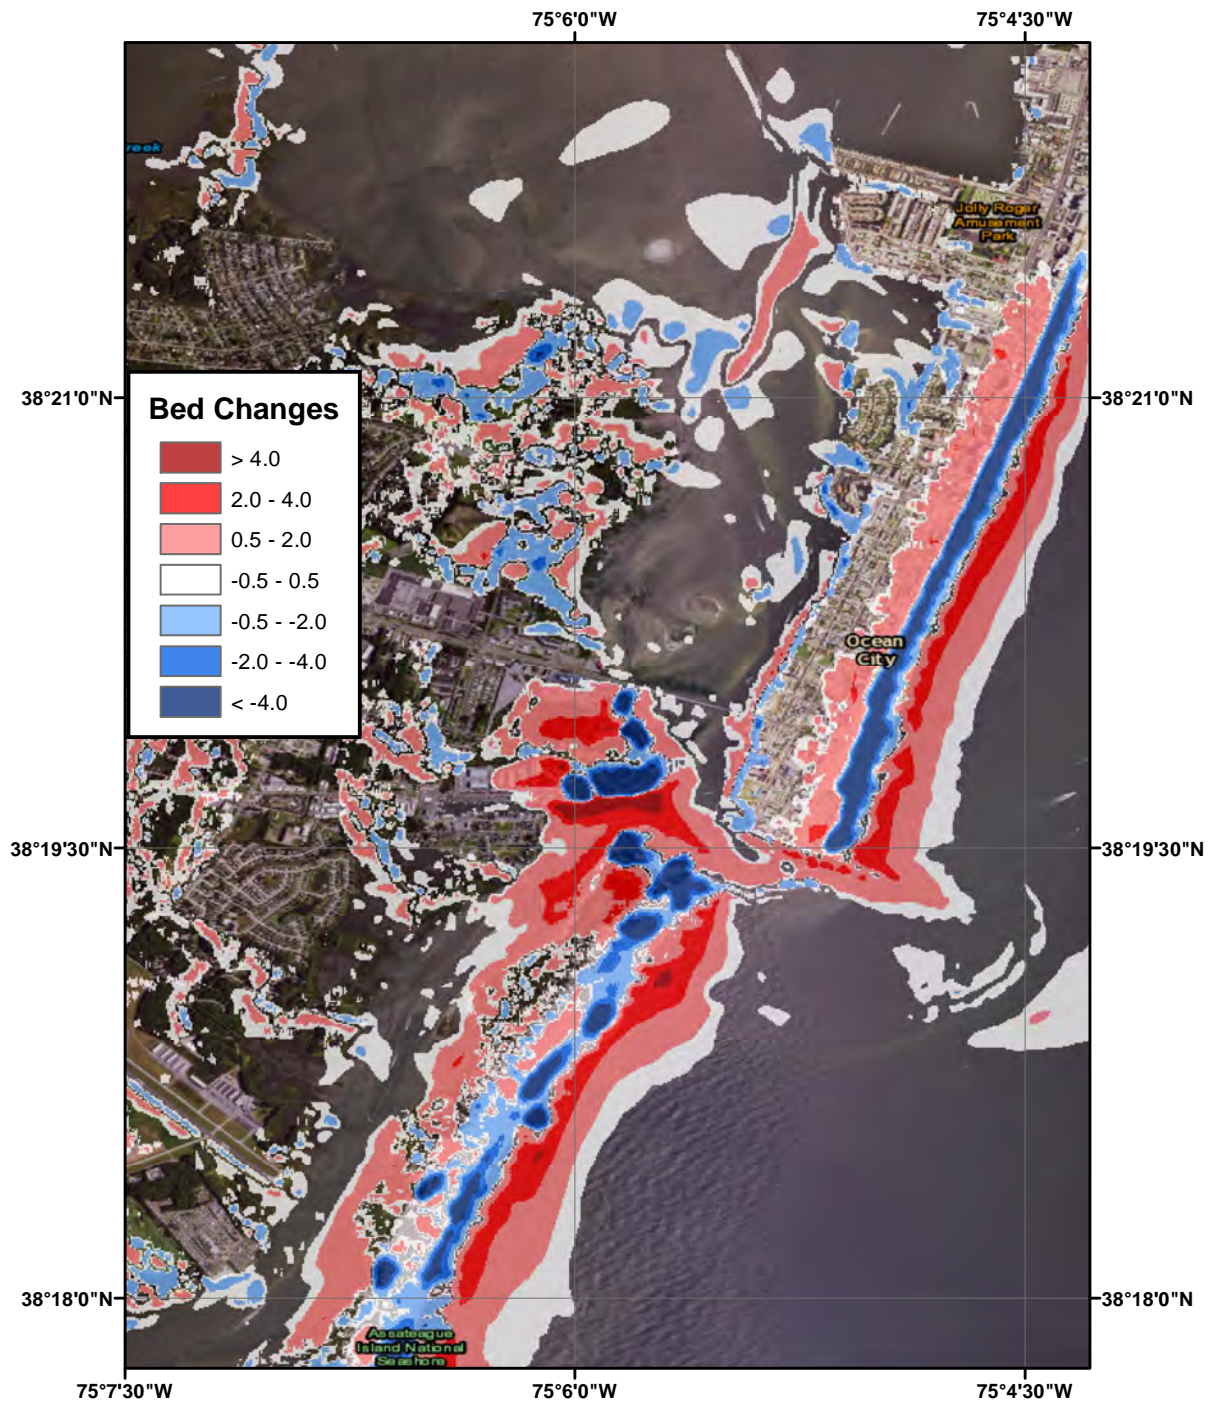 75°6'0"W
75°4'30"W
reek
Jolly Roger
Amusement
Park
38°21'0"N
38°21'0"N
Bed Changes
> 4.0
2.0 - 4.0
0.5 - 2.0
-0.5 - 0.5
-0.5 - -2.0
-2.0 - -4.0
< -4.0
Ocean
City
38°19'30"N
38°19'30"N
38°18'0"N
38°18'0"N
Assateague
Island National
Seashore
75°7'30"W
75°6'0"W
75°4'30"W